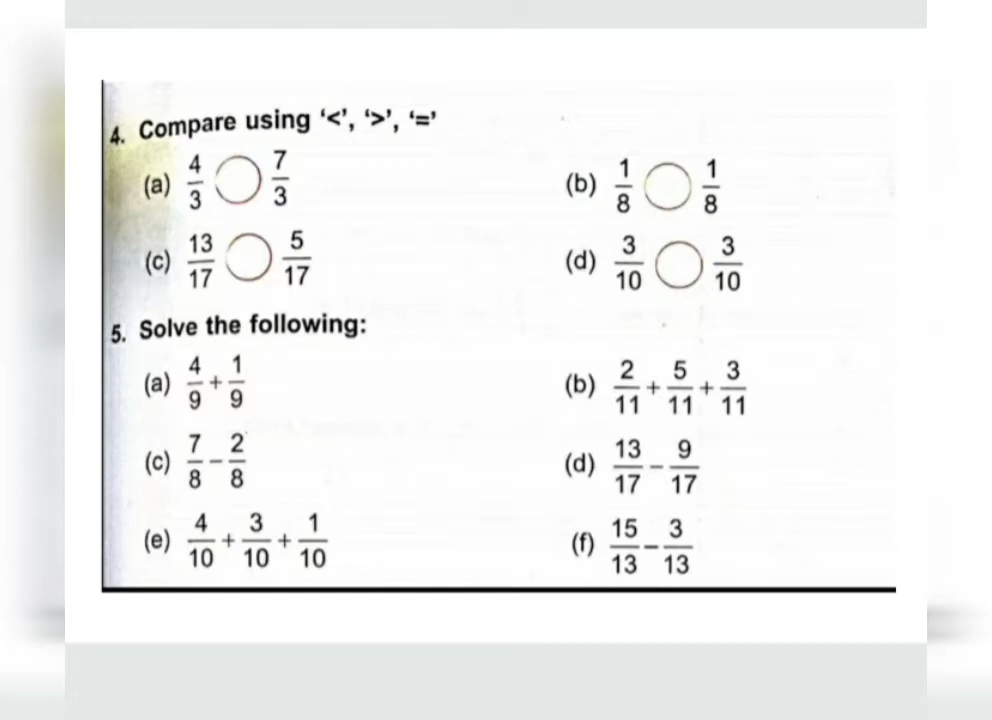 4. Compare using ‘<’, ‘>’, ‘=’
(a) 4/3 ◯ 7/3 (b) 1/8 ◯ 1/8
(c) 13/17 ◯ 5/17 (d) 3/10 ◯ 3/10
5. Solve the following:
(a) 4/9 + 1/9 (b) 2/11 + 5/11 + 3/11
(c) 7/8 − 2/8 (d) 13/17 − 9/17
(e) 4/10 + 3/10 + 1/10 (f) 15/13 − 3/13